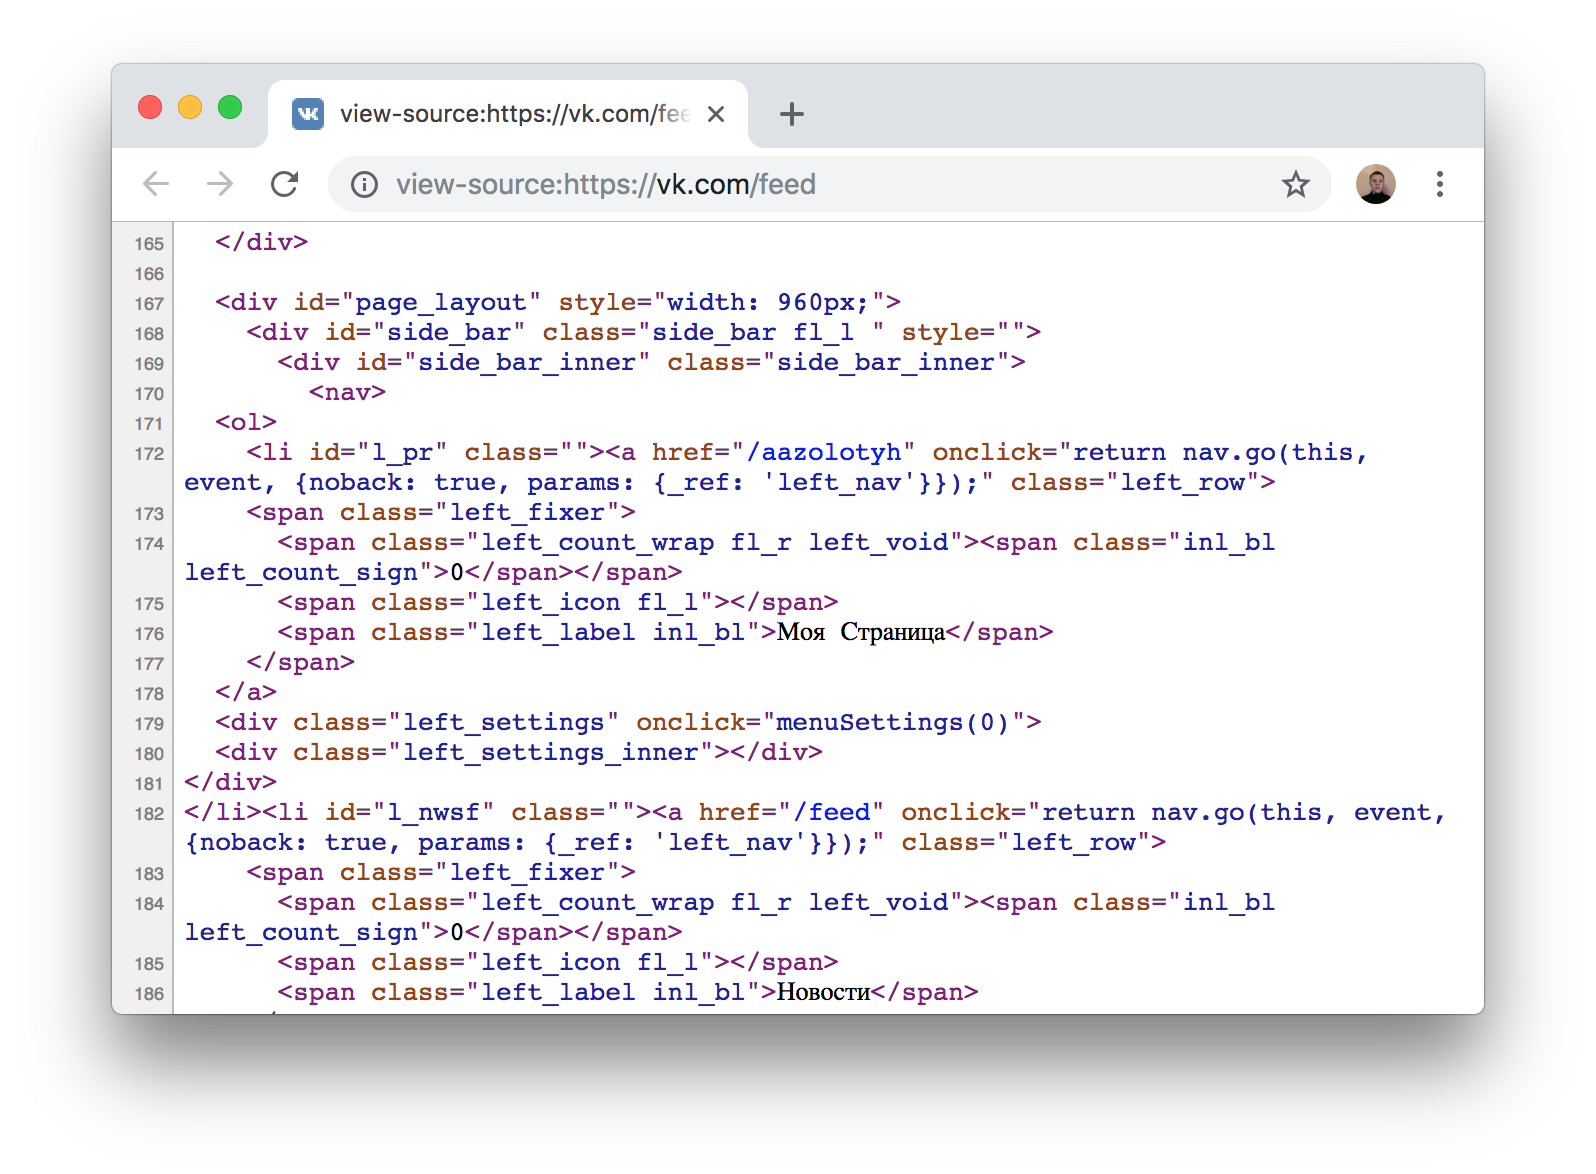 view-source:https://vk.com/fee
view-source:https://vk.com/feed
165 </div>
166
167 <div id="page_layout" style="width: 960px;">
168 <div id="side_bar" class="side_bar fl_l " style="">
169 <div id="side_bar_inner" class="side_bar_inner">
170 <nav>
171 <ol>
172 <li id="l_pr" class=""><a href="/aazolotyh" onclick="return nav.go(this,
event, {noback: true, params: {_ref: 'left_nav'}});" class="left_row">
173 <span class="left_fixer">
174 <span class="left_count_wrap fl_r left_void"><span class="inl_bl
left_count_sign">0</span></span>
175 <span class="left_icon fl_l"></span>
176 <span class="left_label inl_bl">Моя Страница</span>
177 </span>
178 </a>
179 <div class="left_settings" onclick="menuSettings(0)">
180 <div class="left_settings_inner"></div>
181 </div>
182 </li><li id="l_nwsf" class=""><a href="/feed" onclick="return nav.go(this, event,
{noback: true, params: {_ref: 'left_nav'}});" class="left_row">
183 <span class="left_fixer">
184 <span class="left_count_wrap fl_r left_void"><span class="inl_bl
left_count_sign">0</span></span>
185 <span class="left_icon fl_l"></span>
186 <span class="left_label inl_bl">Новости</span>